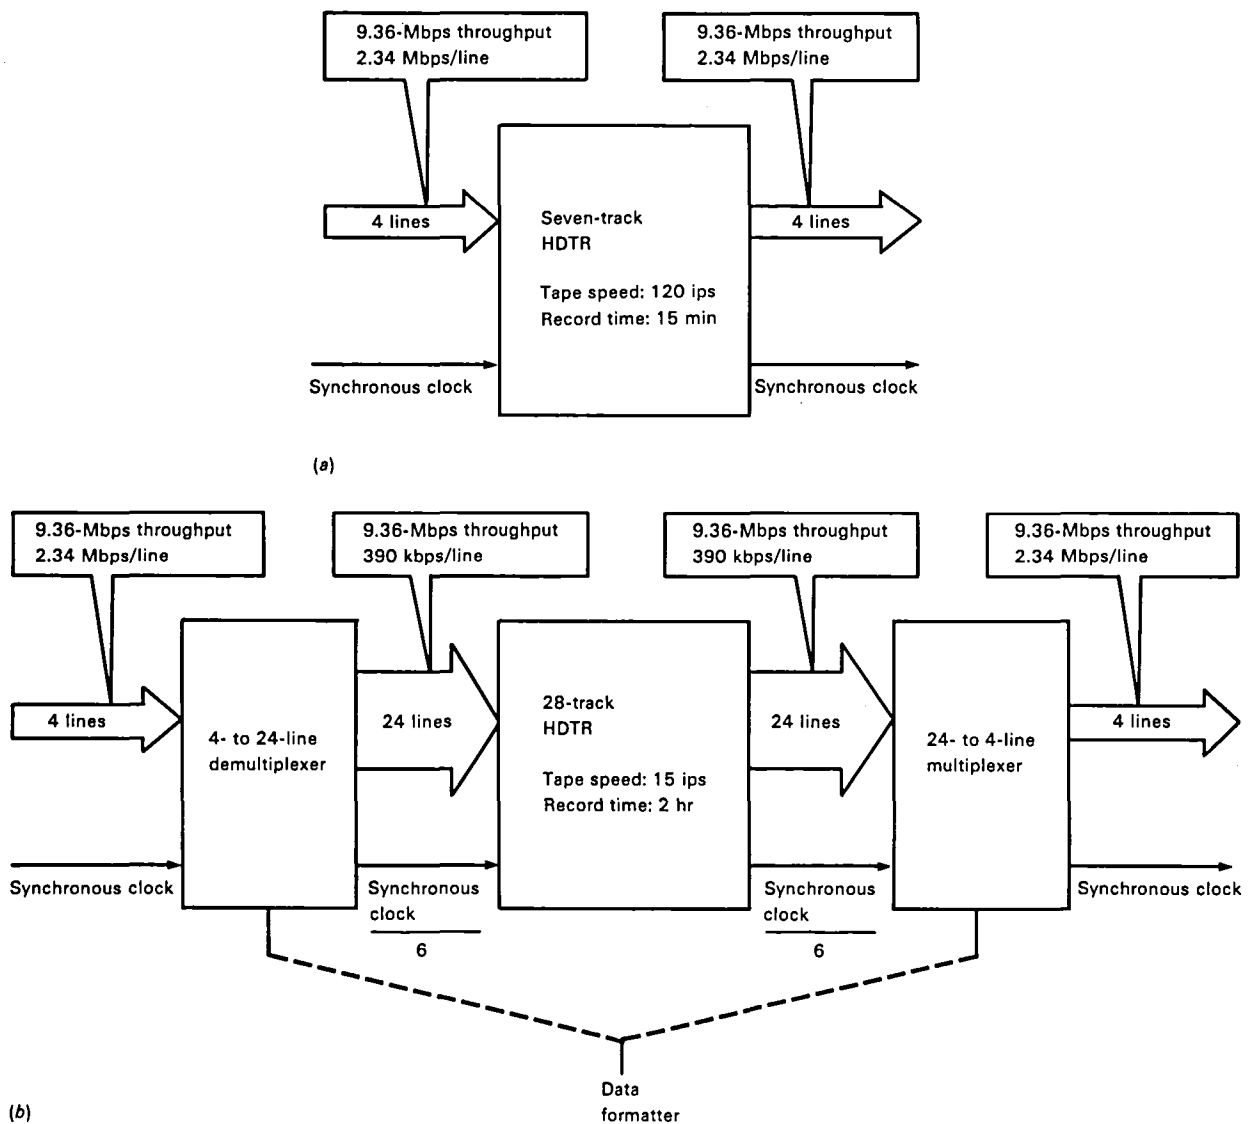 9.36-Mbps throughput
2.34 Mbps/line
9.36-Mbps throughput
2.34 Mbps/line
4 lines
Seven-track
HDTR
Tape speed: 120 ips
Record time: 15 min
4 lines
Synchronous clock
Synchronous clock
(a)
9.36-Mbps throughput
2.34 Mbps/line
9.36-Mbps throughput
390 kbps/line
9.36-Mbps throughput
390 kbps/line
9.36-Mbps throughput
2.34 Mbps/line
4 lines
4- to 24-line
demultiplexer
24 lines
28-track
HDTR
Tape speed: 15 ips
Record time: 2 hr
24 lines
24- to 4-line
multiplexer
4 lines
Synchronous clock
Synchronous
clock
6
Synchronous
clock
6
Synchronous clock
Data
formatter
(b)